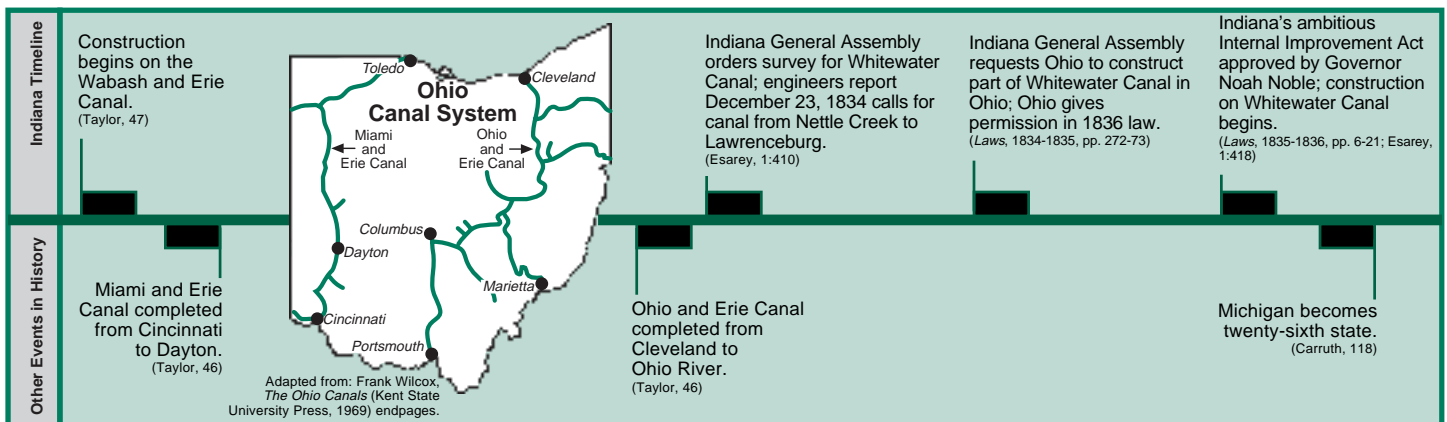 Indiana Timeline
Construction
begins on the
Wabash and Erie
Canal.
(Taylor, 47)
Toledo
Cleveland
Ohio
Canal System
Miami
and
Erie Canal
Ohio
and
Erie Canal
Columbus
Dayton
Marietta
Cincinnati
Portsmouth
Adapted from: Frank Wilcox,
The Ohio Canals (Kent State
University Press, 1969) endpages.
Indiana General Assembly
orders survey for Whitewater
Canal; engineers report
December 23, 1834 calls for
canal from Nettle Creek to
Lawrenceburg.
(Esarey, 1:410)
Indiana General Assembly
requests Ohio to construct
part of Whitewater Canal in
Ohio; Ohio gives
permission in 1836 law.
(Laws, 1834-1835, pp. 272-73)
Indiana's ambitious
Internal Improvement Act
approved by Governor
Noah Noble; construction
on Whitewater Canal
begins.
(Laws, 1835-1836, pp. 6-21; Esarey,
1:418)
Other Events in History
Miami and Erie
Canal completed
from Cincinnati
to Dayton.
(Taylor, 46)
Ohio and Erie Canal
completed from
Cleveland to
Ohio River.
(Taylor, 46)
Michigan becomes
twenty-sixth state.
(Carruth, 118)